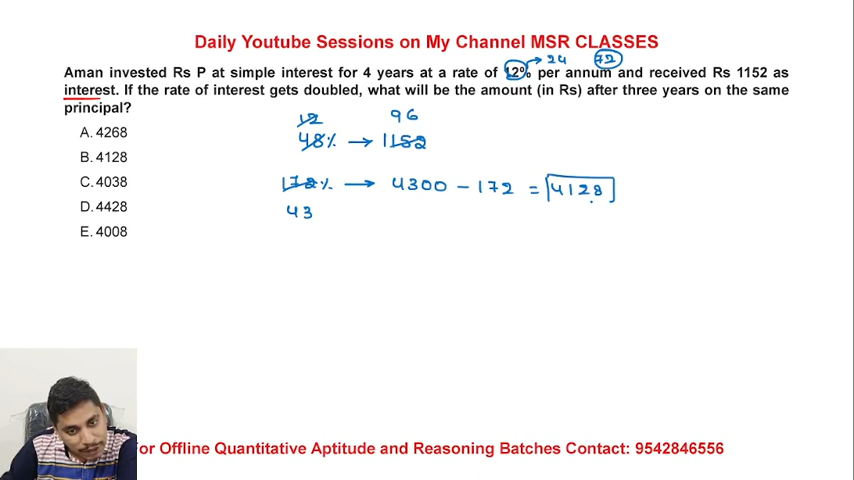 Daily Youtube Sessions on My Channel MSR CLASSES
24 72
Aman invested Rs P at simple interest for 4 years at a rate of 12% per annum and received Rs 1152 as
interest. If the rate of interest gets doubled, what will be the amount (in Rs) after three years on the same
principal?
12 96
A. 4268
48% → 1152
B. 4128
C. 4038
172% → 4300 - 172 = 4128
D. 4428
43
E. 4008
For Offline Quantitative Aptitude and Reasoning Batches Contact: 9542846556